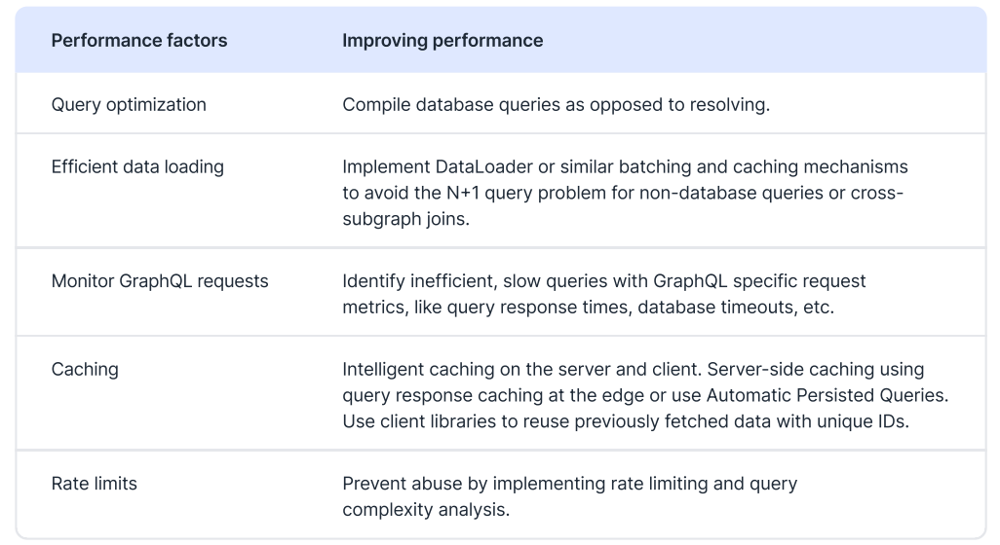 Performance factors
Improving performance
Query optimization
Compile database queries as opposed to resolving.
Efficient data loading
Implement DataLoader or similar batching and caching mechanisms
to avoid the N+1 query problem for non-database queries or cross-
subgraph joins.
Monitor GraphQL requests
Identify inefficient, slow queries with GraphQL specific request
metrics, like query response times, database timeouts, etc.
Caching
Intelligent caching on the server and client. Server-side caching using
query response caching at the edge or use Automatic Persisted Queries.
Use client libraries to reuse previously fetched data with unique IDs.
Rate limits
Prevent abuse by implementing rate limiting and query
complexity analysis.